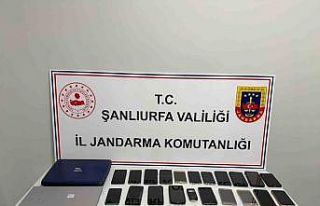 T.C.
ŞANLIURFA VALİLİĞİ
İL JANDARMA KOMUTANLIĞI